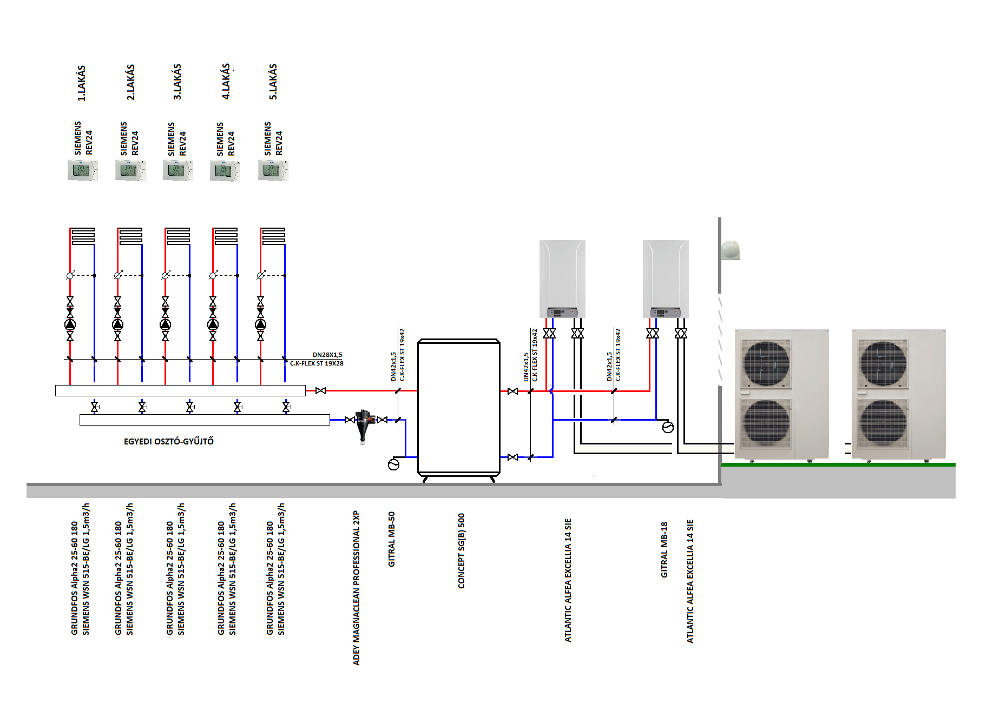 1.LAKÁS
2.LAKÁS
3.LAKÁS
4.LAKÁS
5.LAKÁS
SIEMENS
REV24
SIEMENS
REV24
SIEMENS
REV24
SIEMENS
REV24
SIEMENS
REV24
DN28X1,5
C.K-FLEX ST 19X28
DN42x1,5
C.K-FLEX ST 19x42
DN42x1,5
C.K-FLEX ST 19x42
DN42x1,5
C.K-FLEX ST 19x42
EGYEDI OSZTÓ-GYŰJTŐ
GRUNDFOS Alpha2 25-60 180
SIEMENS WSN 515-BE/LG 1,5m3/h
GRUNDFOS Alpha2 25-60 180
SIEMENS WSN 515-BE/LG 1,5m3/h
GRUNDFOS Alpha2 25-60 180
SIEMENS WSN 515-BE/LG 1,5m3/h
GRUNDFOS Alpha2 25-60 180
SIEMENS WSN 515-BE/LG 1,5m3/h
GRUNDFOS Alpha2 25-60 180
SIEMENS WSN 515-BE/LG 1,5m3/h
ADEY MAGNACLEAN PROFESSIONAL 2XP
GITRAL MB-50
CONCEPT SG(B) 500
ATLANTIC ALFEA EXCELLIA 14 SIE
GITRAL MB-18
ATLANTIC ALFEA EXCELLIA 14 SIE